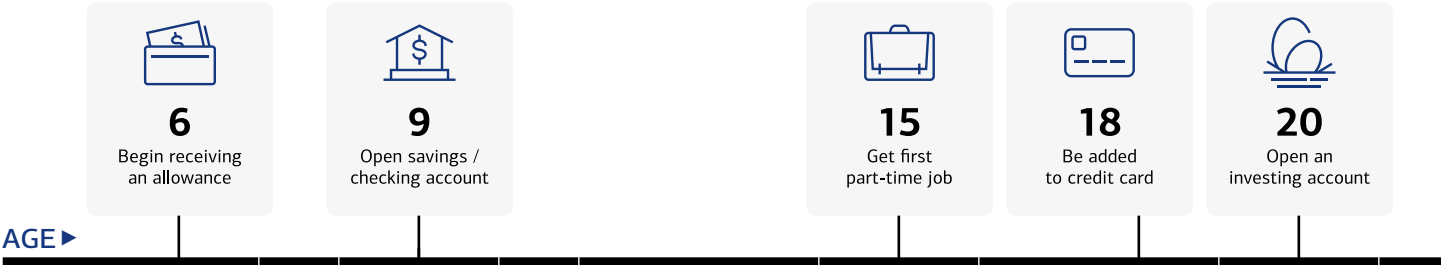 $
$
6
Begin receiving
an allowance
9
Open savings /
checking account
15
Get first
part-time job
18
Be added
to credit card
20
Open an
investing account
AGE ▶